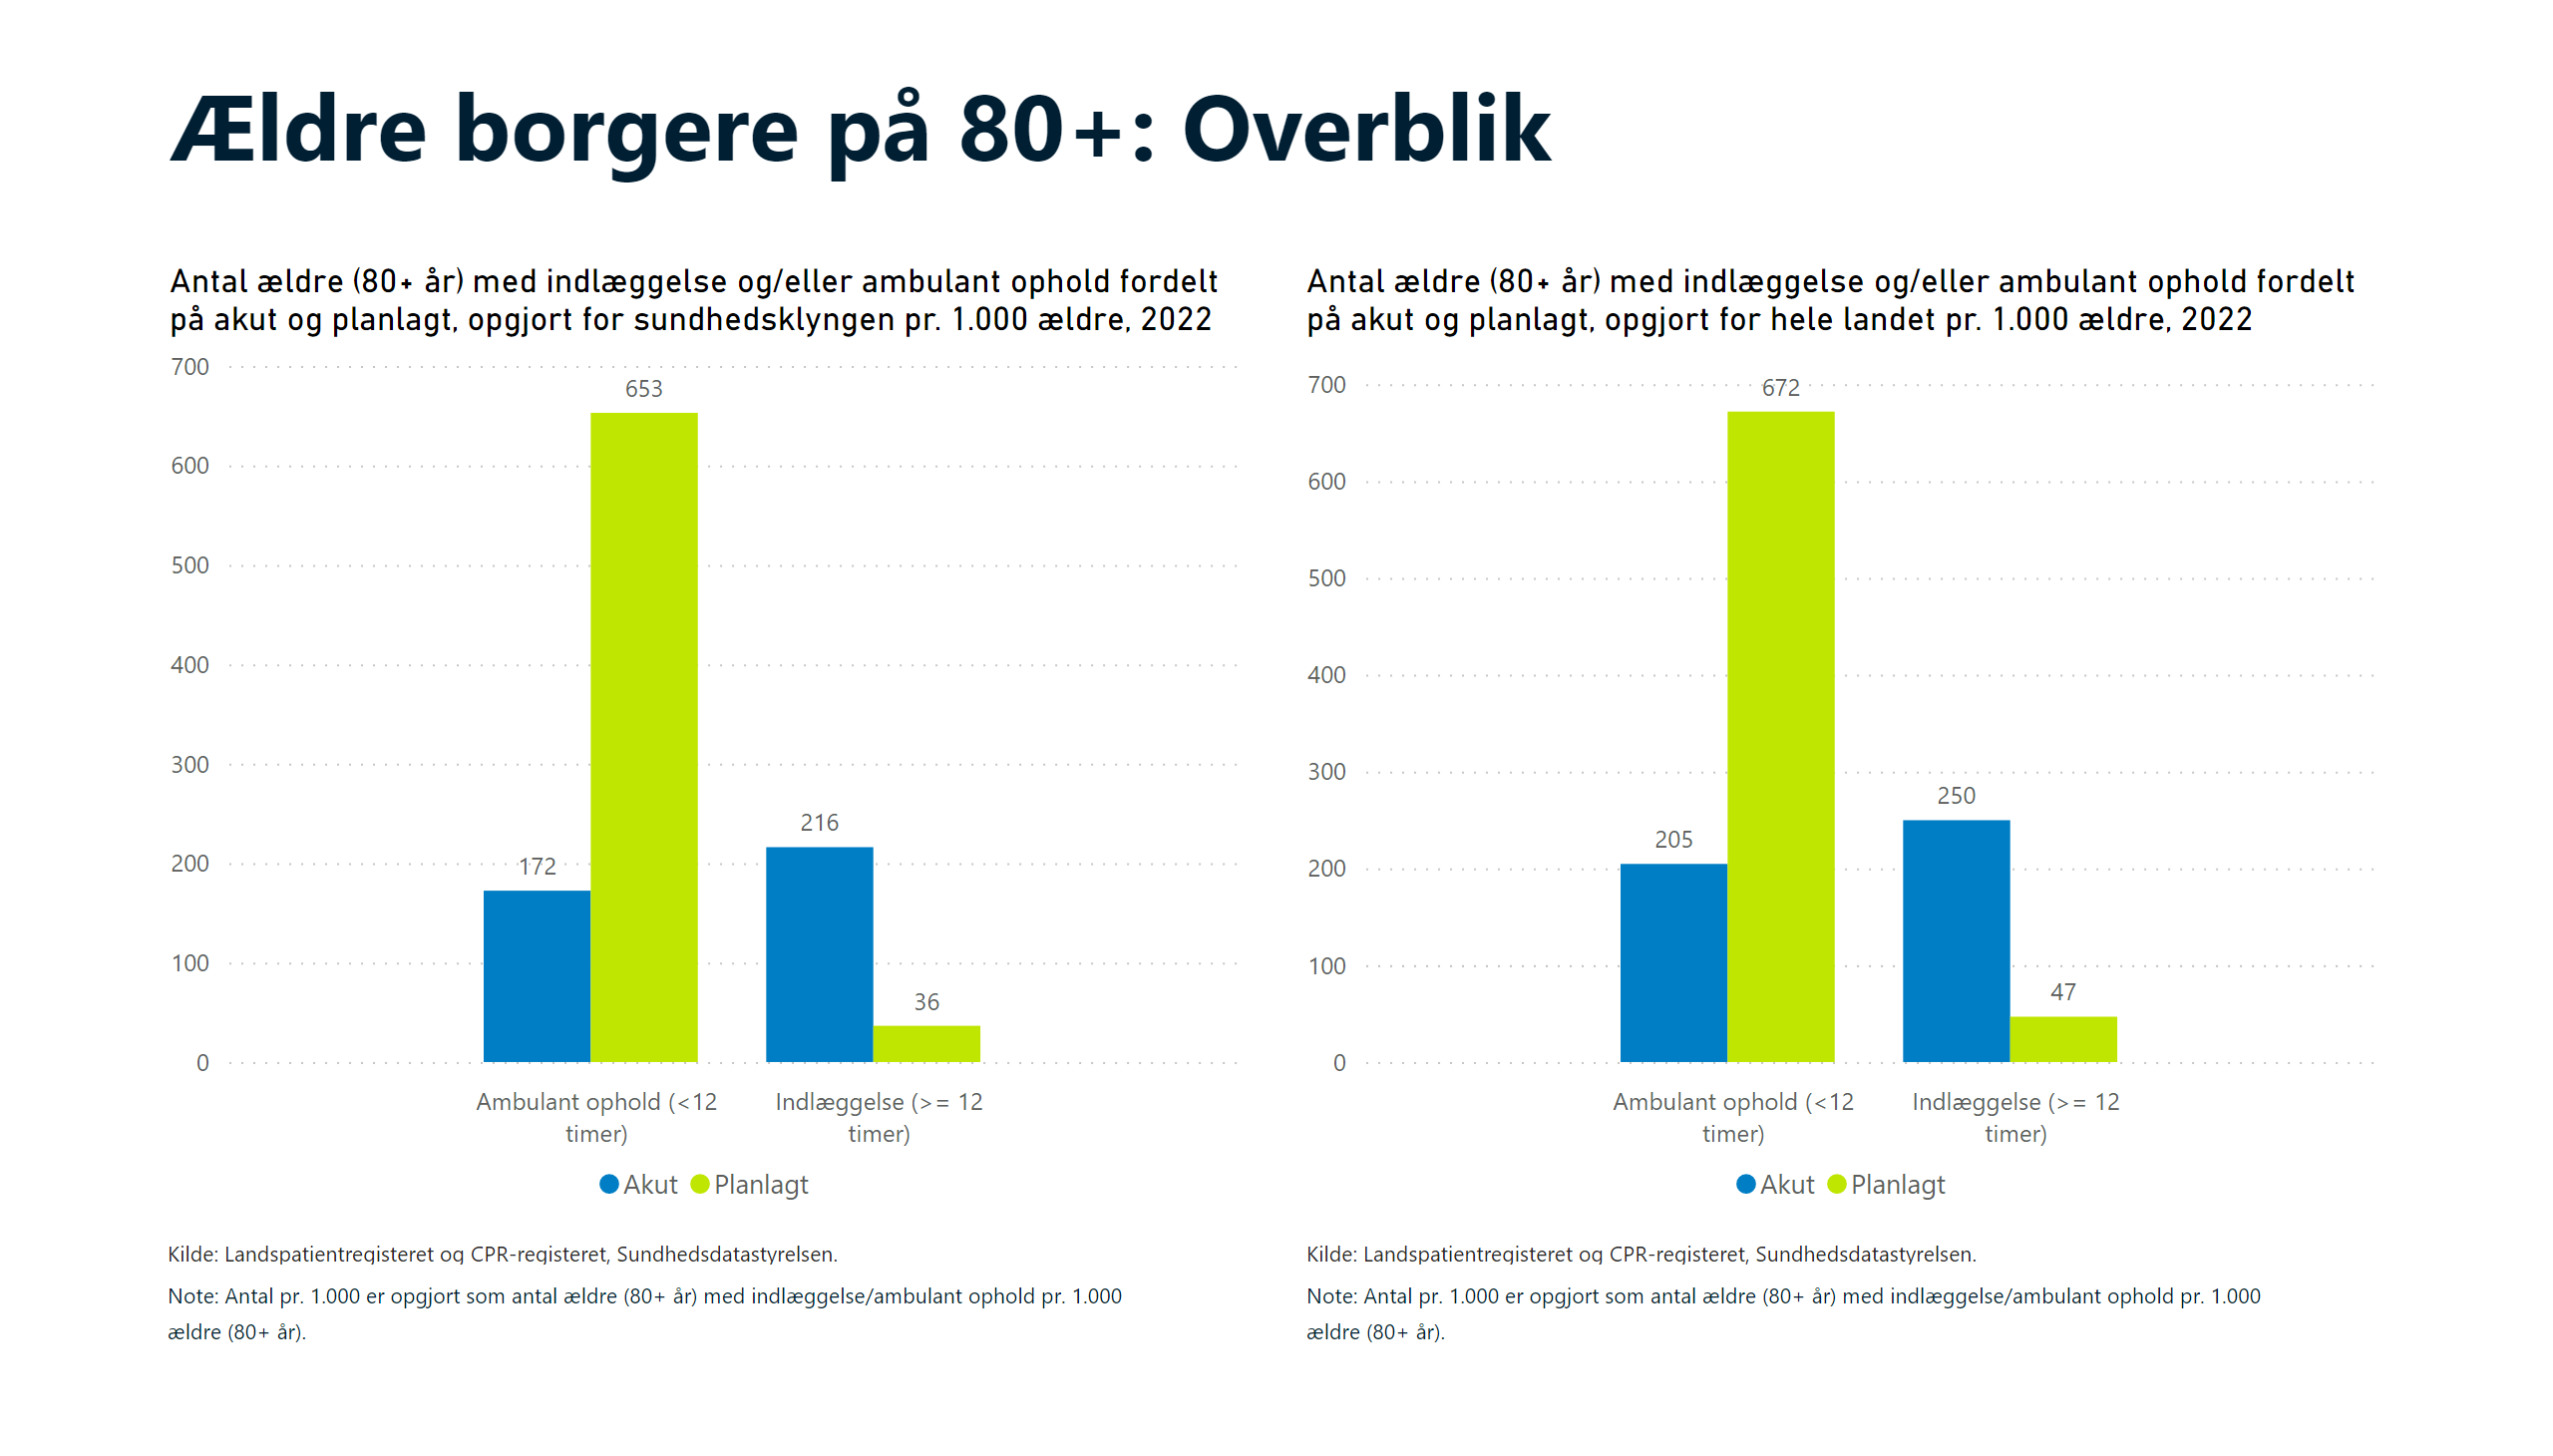 Ældre borgere på 80+: Overblik
Antal ældre (80+ år) med indlæggelse og/eller ambulant ophold fordelt
på akut og planlagt, opgjort for sundhedsklyngen pr. 1.000 ældre, 2022
700
600
500
400
300
200
100
0
653
172
216
36
Ambulant ophold (<12
timer)
Indlæggelse (>= 12
timer)
Akut Planlagt
Kilde: Landspatientregisteret og CPR-registeret, Sundhedsdatastyrelsen.
Note: Antal pr. 1.000 er opgjort som antal ældre (80+ år) med indlæggelse/ambulant ophold pr. 1.000
ældre (80+ år).
Antal ældre (80+ år) med indlæggelse og/eller ambulant ophold fordelt
på akut og planlagt, opgjort for hele landet pr. 1.000 ældre, 2022
700
600
500
400
300
200
100
0
672
205
250
47
Ambulant ophold (<12
timer)
Indlæggelse (>= 12
timer)
Akut Planlagt
Kilde: Landspatientregisteret og CPR-registeret, Sundhedsdatastyrelsen.
Note: Antal pr. 1.000 er opgjort som antal ældre (80+ år) med indlæggelse/ambulant ophold pr. 1.000
ældre (80+ år).